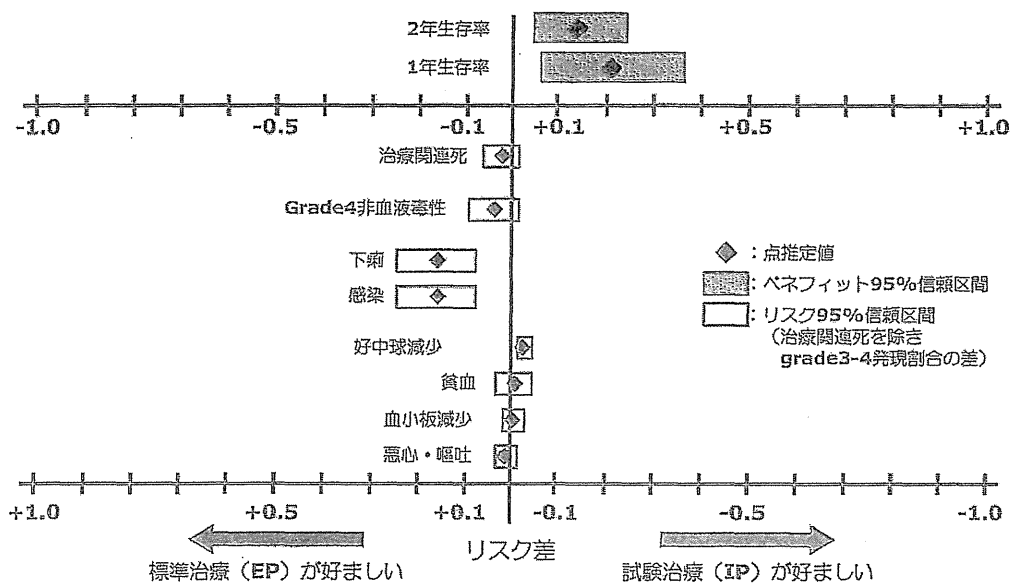 2年生存率
1年生存率
-1.0 -0.5 -0.1 +0.1 +0.5 +1.0
治療関連死
Grade4非血液毒性
下痢
感染
好中球減少
貧血
血小板減少
悪心・嘔吐
：点推定値
：ベネフィット95%信頼区間
：リスク95%信頼区間
（治療関連死を除き
grade3-4発現割合の差）
+1.0 +0.5 +0.1 -0.1 -0.5 -1.0
リスク差
標準治療（EP）が好ましい
試験治療（IP）が好ましい